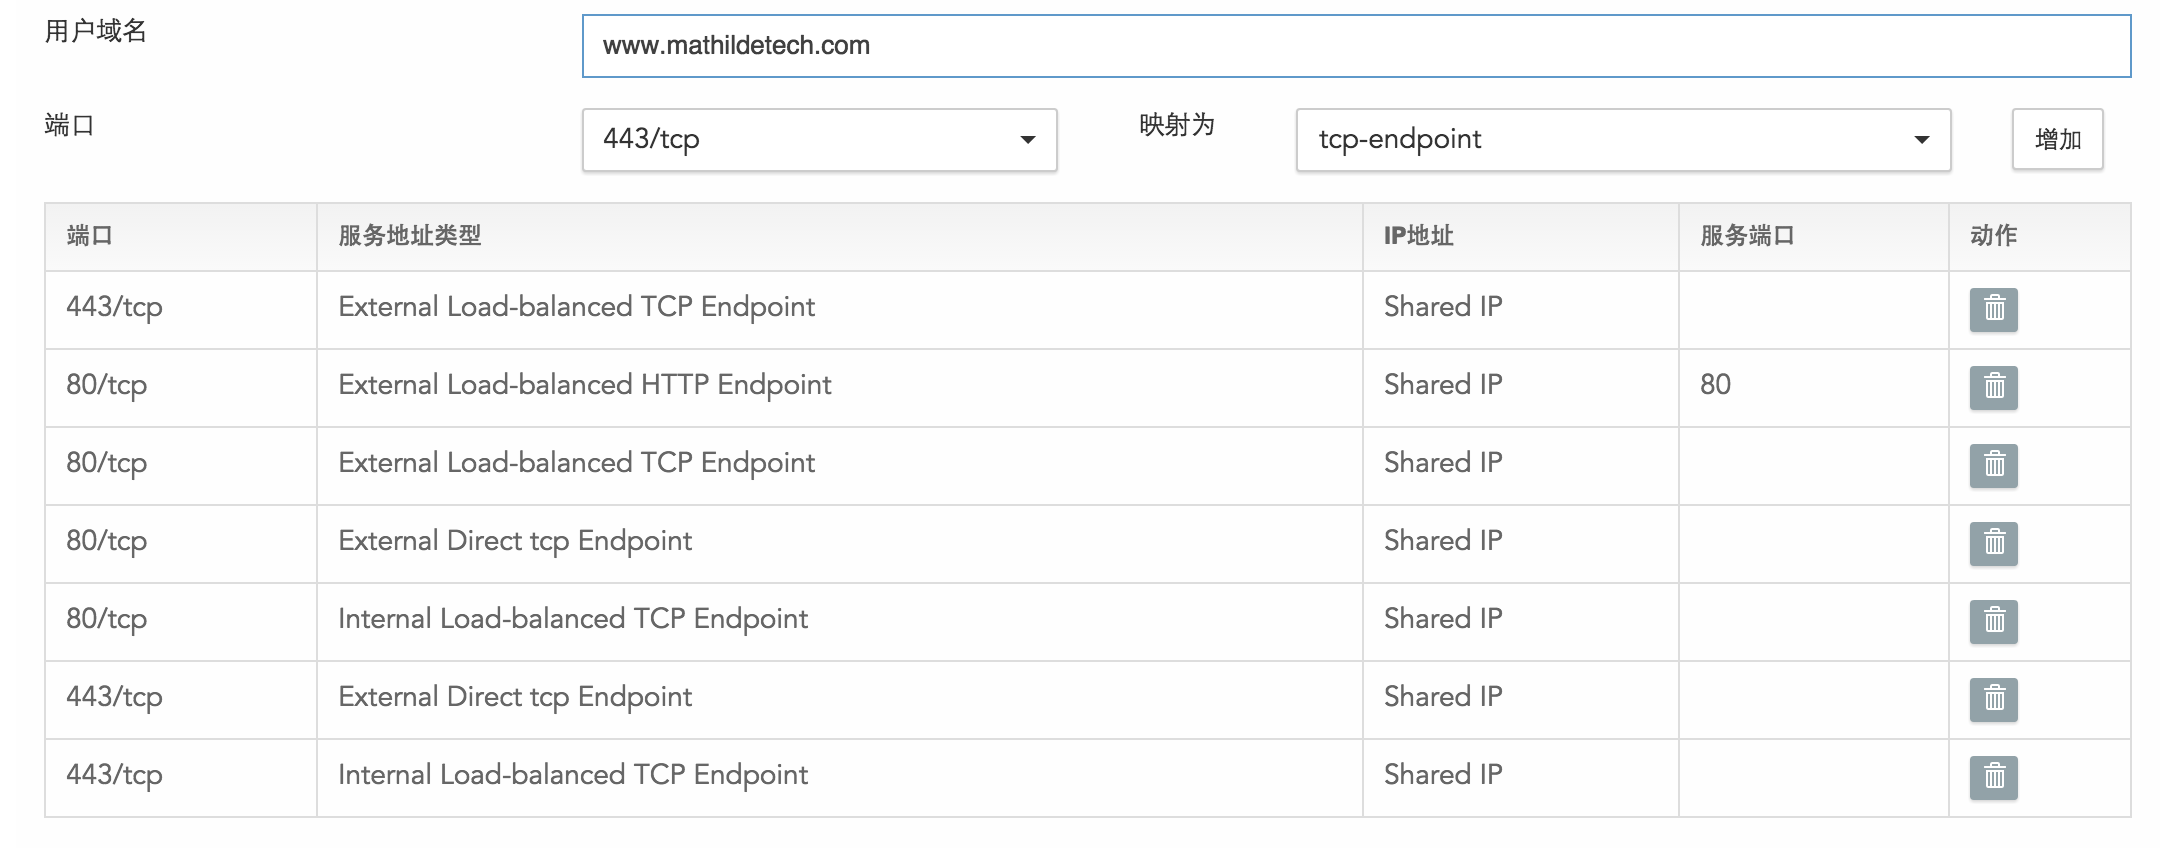 用户域名 www.mathildetech.com
端口 443/tcp 映射为 tcp-endpoint 增加
端口 服务地址类型 IP地址 服务端口 动作
443/tcp External Load-balanced TCP Endpoint Shared IP
80/tcp External Load-balanced HTTP Endpoint Shared IP 80
80/tcp External Load-balanced TCP Endpoint Shared IP
80/tcp External Direct tcp Endpoint Shared IP
80/tcp Internal Load-balanced TCP Endpoint Shared IP
443/tcp External Direct tcp Endpoint Shared IP
443/tcp Internal Load-balanced TCP Endpoint Shared IP